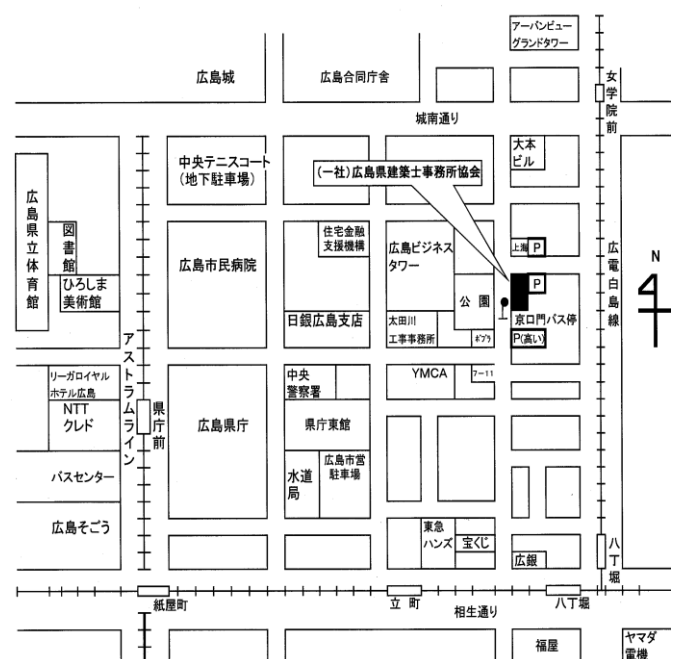 アーバンビュー
グランドタワー
広島城
広島合同庁舎
女学院前
城南通り
大本
ビル
中央テニスコート
(地下駐車場)
(一社)広島県建築士事務所協会
広島県立体育館
図書館
ひろしま
美術館
広島市民病院
住宅金融
支援機構
日銀広島支店
広島ビジネス
タワー
上海
P
広電白島線
N
P
公園
京口門バス停
太田川
工事事務所
ポプラ
P(高い)
アストラムライン
リーガロイヤル
ホテル広島
NTT
クレド
県庁前
広島県庁
中央
警察署
YMCA
7-11
県庁東館
バスセンター
水道局
広島市営
駐車場
広島そごう
東急
ハンズ
宝くじ
広銀
八丁堀
紙屋町
立町
八丁堀
相生通り
福屋
ヤマダ
電機